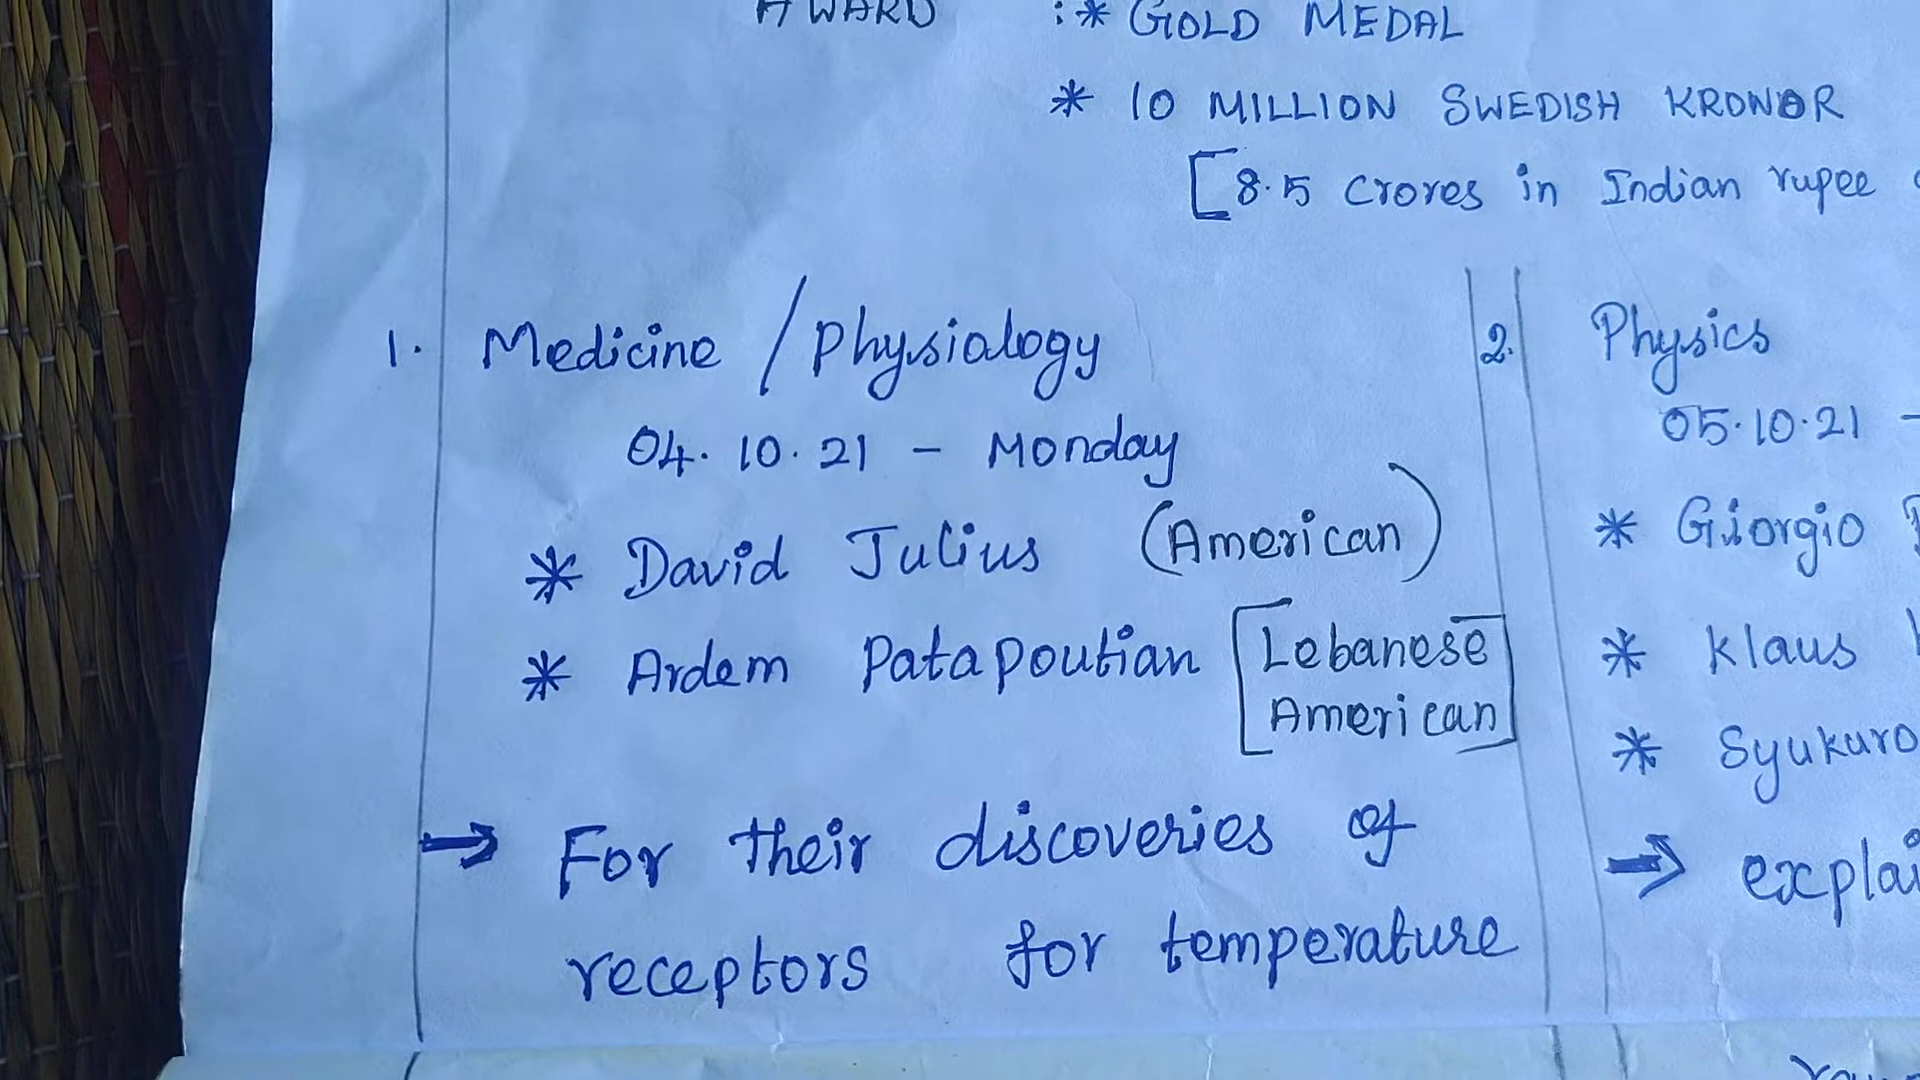 AWARD :* GOLD MEDAL
* 10 MILLION SWEDISH KRONOR
[8.5 Crores in Indian rupee
1. Medicine / Physialogy
04.10.21 - Monday
* David Julius (American)
* Ardem Patapoutian [Lebanese
American]
→ For their discoveries of
receptors for temperature
2. Physics
05.10.21 -
* Giorgio
* Klaus
* Syukuro
→ explai